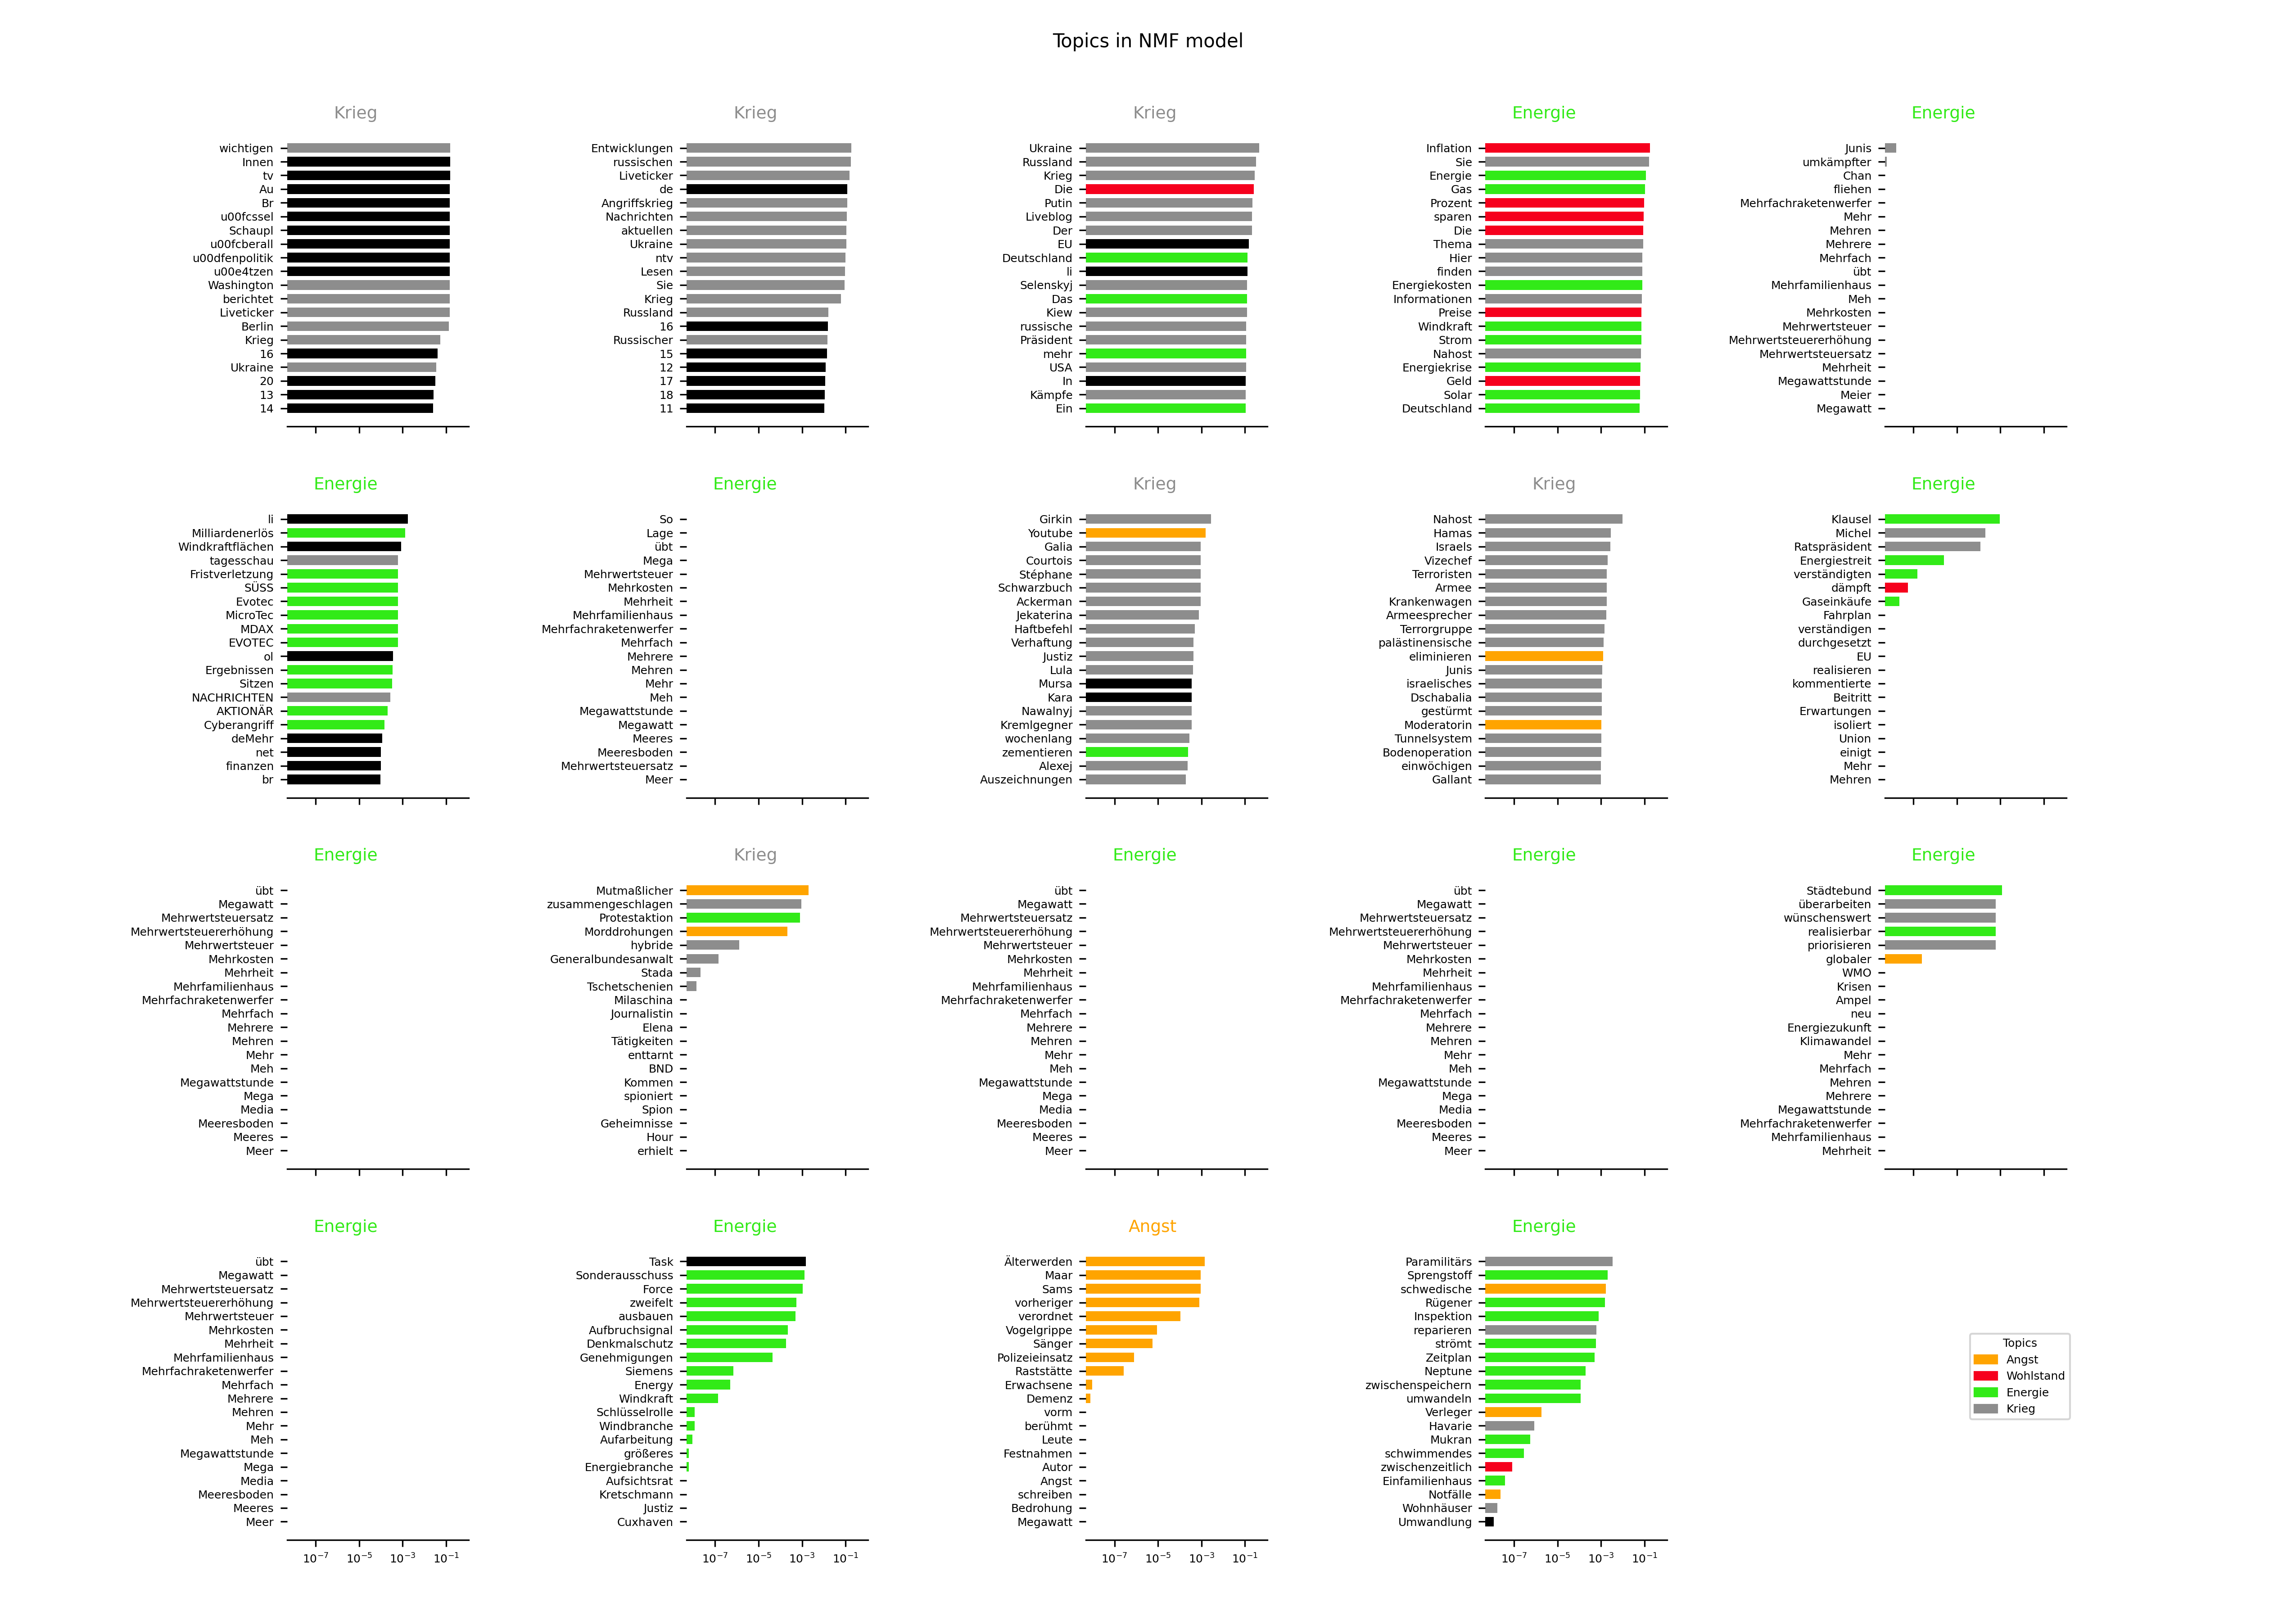 Topics in NMF model
Krieg
wichtigen
Innen
tv
Au
Br
u00fcssel
Schaupl
u00fcberall
u00dfenpolitik
u00e4tzen
Washington
berichtet
Liveticker
Berlin
Krieg
16
Ukraine
20
13
14
Krieg
Entwicklungen
russischen
Liveticker
de
Angriffskrieg
Nachrichten
aktuellen
Ukraine
ntv
Lesen
Sie
Krieg
Russland
16
Russischer
15
12
17
18
11
Krieg
Ukraine
Russland
Krieg
Die
Putin
Liveblog
Der
EU
Deutschland
li
Selenskyj
Das
Kiew
russische
Präsident
mehr
USA
In
Kämpfe
Ein
Energie
Inflation
Sie
Energie
Gas
Prozent
sparen
Die
Thema
Hier
finden
Energiekosten
Informationen
Preise
Windkraft
Strom
Nahost
Energiekrise
Geld
Solar
Deutschland
Energie
Junis
umkämpfter
Chan
fliehen
Mehrfachraketenwerfer
Mehr
Mehren
Mehrere
Mehrfach
übt
Mehrfamilienhaus
Meh
Mehrkosten
Mehrwertsteuer
Mehrwertsteuererhöhung
Mehrwertsteuersatz
Mehrheit
Megawattstunde
Meier
Megawatt
Energie
li
Milliardenerlös
Windkraftflächen
tagesschau
Fristverletzung
SÜSS
Evotec
MicroTec
MDAX
EVOTEC
ol
Ergebnissen
Sitzen
NACHRICHTEN
AKTIONÄR
Cyberangriff
deMehr
net
finanzen
br
Energie
So
Lage
übt
Mega
Mehrwertsteuer
Mehrkosten
Mehrheit
Mehrfamilienhaus
Mehrfachraketenwerfer
Mehrfach
Mehrere
Mehren
Mehr
Meh
Megawattstunde
Megawatt
Meeres
Meeresboden
Mehrwertsteuersatz
Meer
Krieg
Girkin
Youtube
Galia
Courtois
Stéphane
Schwarzbuch
Ackerman
Jekaterina
Haftbefehl
Verhaftung
Justiz
Lula
Mursa
Kara
Nawalnyj
Kremlgegner
wochenlang
zementieren
Alexej
Auszeichnungen
Krieg
Nahost
Hamas
Israels
Vizechef
Terroristen
Armee
Krankenwagen
Armeesprecher
Terrorgruppe
palästinensische
eliminieren
Junis
israelisches
Dschabalia
gestürmt
Moderatorin
Tunnelsystem
Bodenoperation
einwöchigen
Gallant
Energie
Klausel
Michel
Ratspräsident
Energiestreit
verständigten
dämpft
Gaseinkäufe
Fahrplan
verständigen
durchgesetzt
EU
realisieren
kommentierte
Beitritt
Erwartungen
isoliert
Union
einigt
Mehr
Mehren
Energie
übt
Megawatt
Mehrwertsteuersatz
Mehrwertsteuererhöhung
Mehrwertsteuer
Mehrkosten
Mehrheit
Mehrfamilienhaus
Mehrfachraketenwerfer
Mehrfach
Mehrere
Mehren
Mehr
Meh
Megawattstunde
Mega
Media
Meeresboden
Meeres
Meer
Krieg
Mutmaßlicher
zusammengeschlagen
Protestaktion
Morddrohungen
hybride
Generalbundesanwalt
Stada
Tschetschenien
Milaschina
Journalistin
Elena
Tätigkeiten
enttarnt
BND
Kommen
spioniert
Spion
Geheimnisse
Hour
erhielt
Energie
übt
Megawatt
Mehrwertsteuersatz
Mehrwertsteuererhöhung
Mehrwertsteuer
Mehrkosten
Mehrheit
Mehrfamilienhaus
Mehrfachraketenwerfer
Mehrfach
Mehrere
Mehren
Mehr
Meh
Megawattstunde
Mega
Media
Meeresboden
Meeres
Meer
Energie
übt
Megawatt
Mehrwertsteuersatz
Mehrwertsteuererhöhung
Mehrwertsteuer
Mehrkosten
Mehrheit
Mehrfamilienhaus
Mehrfachraketenwerfer
Mehrfach
Mehrere
Mehren
Mehr
Meh
Megawattstunde
Mega
Media
Meeresboden
Meeres
Meer
Energie
Städtebund
überarbeiten
wünschenswert
realisierbar
priorisieren
globaler
WMO
Krisen
Ampel
neu
Energiezukunft
Klimawandel
Mehr
Mehrfach
Mehren
Mehrere
Megawattstunde
Mehrfachraketenwerfer
Mehrfamilienhaus
Mehrheit
Energie
übt
Megawatt
Mehrwertsteuersatz
Mehrwertsteuererhöhung
Mehrwertsteuer
Mehrkosten
Mehrheit
Mehrfamilienhaus
Mehrfachraketenwerfer
Mehrfach
Mehrere
Mehren
Mehr
Meh
Megawattstunde
Mega
Media
Meeresboden
Meeres
Meer
10⁻⁷ 10⁻⁵ 10⁻³ 10⁻¹
Energie
Task
Sonderausschuss
Force
zweifelt
ausbauen
Aufbruchsignal
Denkmalschutz
Genehmigungen
Siemens
Energy
Windkraft
Schlüsselrolle
Windbranche
Aufarbeitung
größeres
Energiebranche
Aufsichtsrat
Kretschmann
Justiz
Cuxhaven
10⁻⁷ 10⁻⁵ 10⁻³ 10⁻¹
Angst
Älterwerden
Maar
Sams
vorheriger
verordnet
Vogelgrippe
Sänger
Polizeieinsatz
Raststätte
Erwachsene
Demenz
vorm
berühmt
Leute
Festnahmen
Autor
Angst
schreiben
Bedrohung
Megawatt
10⁻⁷ 10⁻⁵ 10⁻³ 10⁻¹
Energie
Paramilitärs
Sprengstoff
schwedische
Rügener
Inspektion
reparieren
strömt
Zeitplan
Neptune
zwischenspeichern
umwandeln
Verleger
Havarie
Mukran
schwimmendes
zwischenzeitlich
Einfamilienhaus
Notfälle
Wohnhäuser
Umwandlung
10⁻⁷ 10⁻⁵ 10⁻³ 10⁻¹
Topics
Angst
Wohlstand
Energie
Krieg